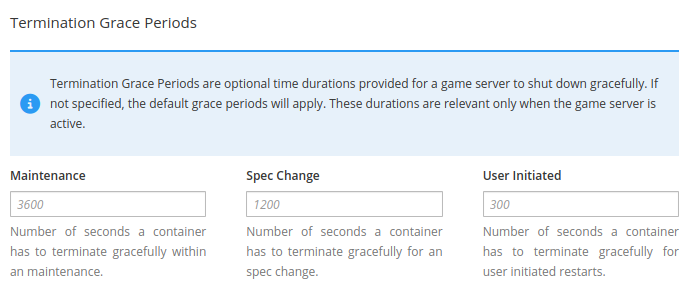 Termination Grace Periods
Termination Grace Periods are optional time durations provided for a game server to shut down gracefully. If
not specified, the default grace periods will apply. These durations are relevant only when the game server is
active.
Maintenance Spec Change User Initiated
3600 1200 300
Number of seconds a container Number of seconds a container Number of seconds a container
has to terminate gracefully within has to terminate gracefully for an has to terminate gracefully for
an maintenance. spec change. user initiated restarts.